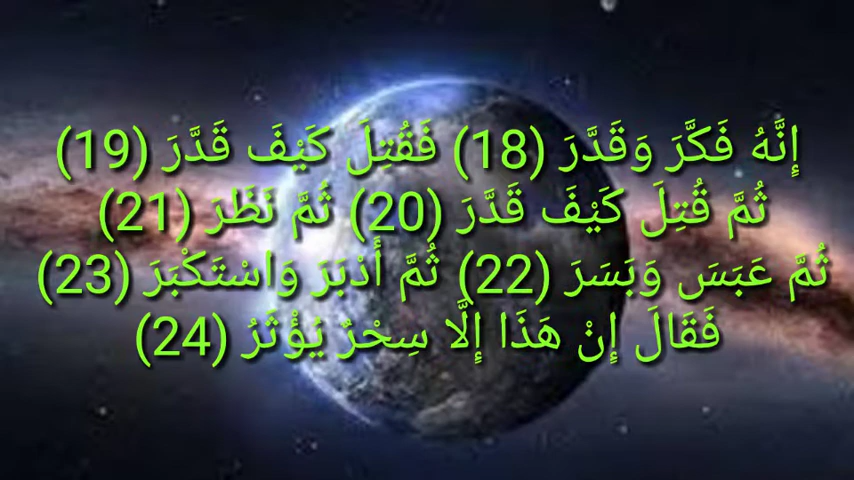 إِنَّهُ فَكَّرَ وَقَدَّرَ (18) فَقُتِلَ كَيْفَ قَدَّرَ (19)
ثُمَّ قُتِلَ كَيْفَ قَدَّرَ (20) ثُمَّ نَظَرَ (21)
ثُمَّ عَبَسَ وَبَسَرَ (22) ثُمَّ أَدْبَرَ وَاسْتَكْبَرَ (23)
فَقَالَ إِنْ هَذَا إِلَّا سِحْرٌ يُؤْثَرُ (24)